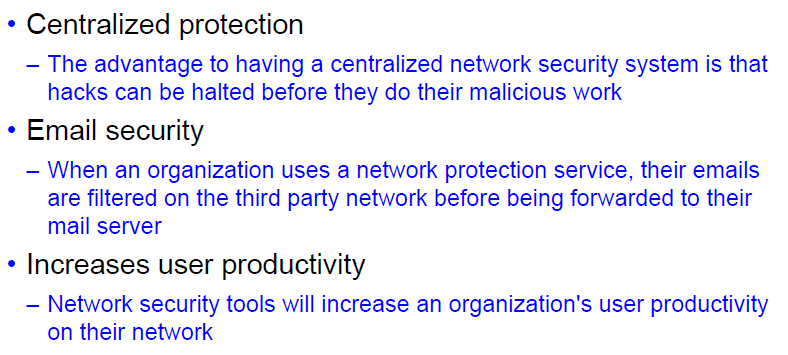 • Centralized protection
– The advantage to having a centralized network security system is that
hacks can be halted before they do their malicious work
• Email security
– When an organization uses a network protection service, their emails
are filtered on the third party network before being forwarded to their
mail server
• Increases user productivity
– Network security tools will increase an organization's user productivity
on their network